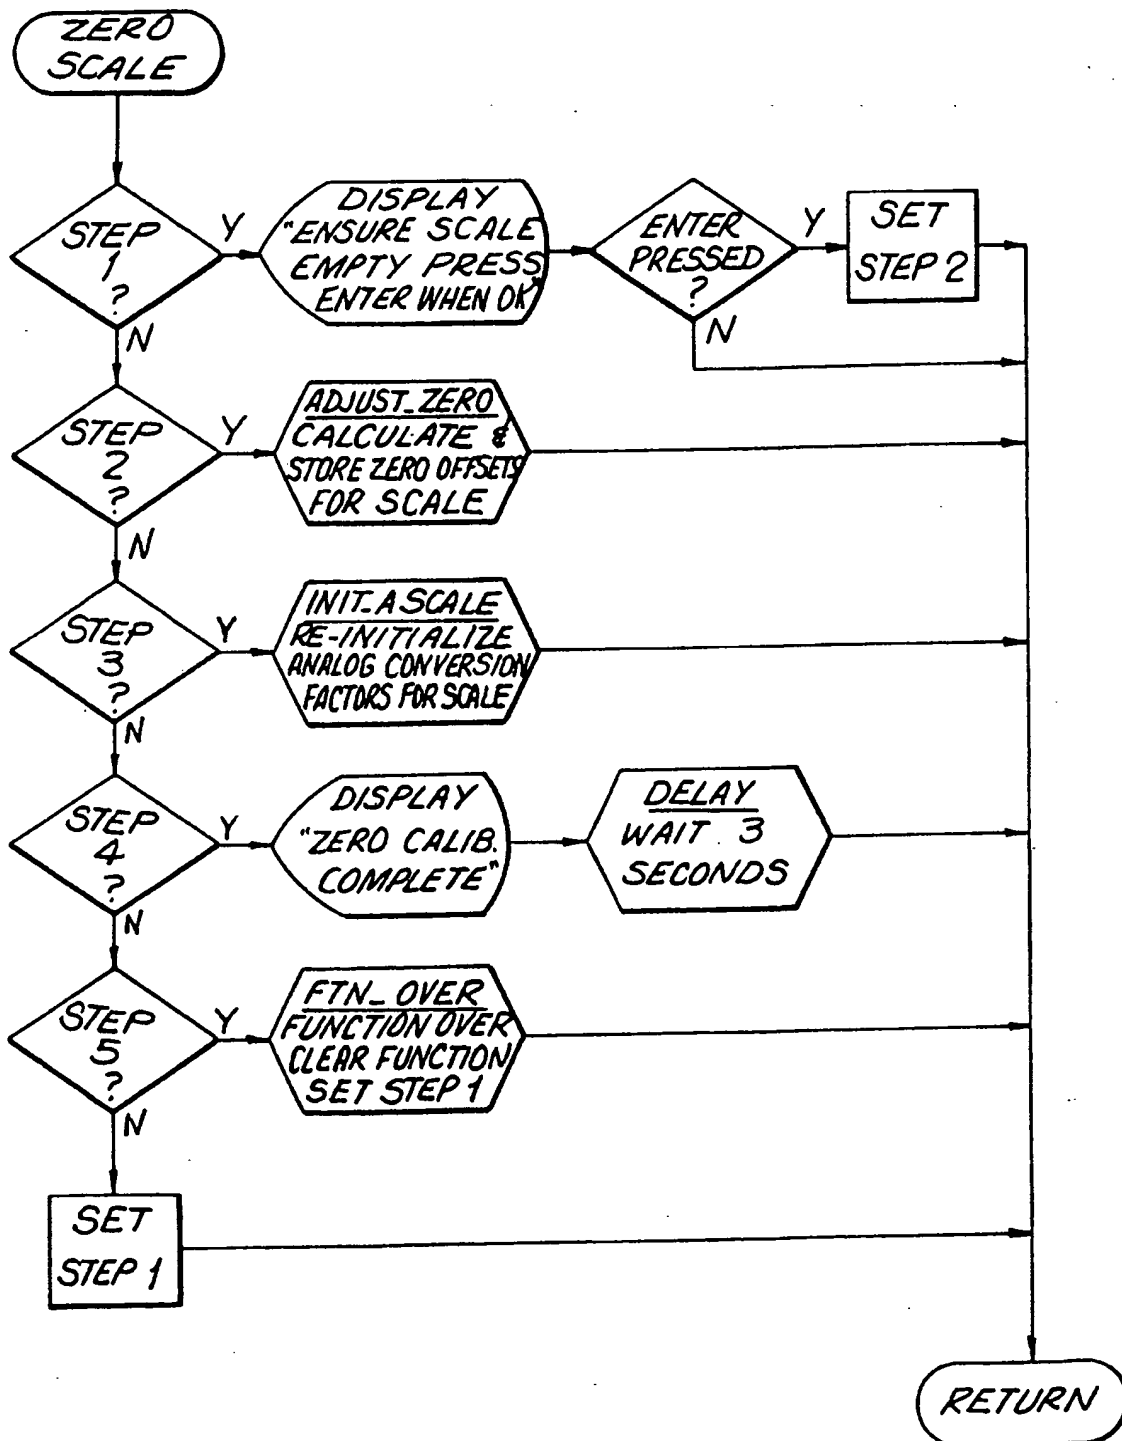 ZERO
SCALE
STEP
1
?
Y
N
DISPLAY
"ENSURE SCALE
EMPTY PRESS
ENTER WHEN OK"
ENTER
PRESSED
?
Y
N
SET
STEP 2
STEP
2
?
Y
N
ADJUST_ZERO
CALCULATE &
STORE ZERO OFFSETS
FOR SCALE
STEP
3
?
Y
N
INIT_ASCALE
RE-INITIALIZE
ANALOG CONVERSION
FACTORS FOR SCALE
STEP
4
?
Y
N
DISPLAY
"ZERO CALIB.
COMPLETE"
DELAY
WAIT 3
SECONDS
STEP
5
?
Y
N
FTN_OVER
FUNCTION OVER
CLEAR FUNCTION
SET STEP 1
SET
STEP 1
RETURN